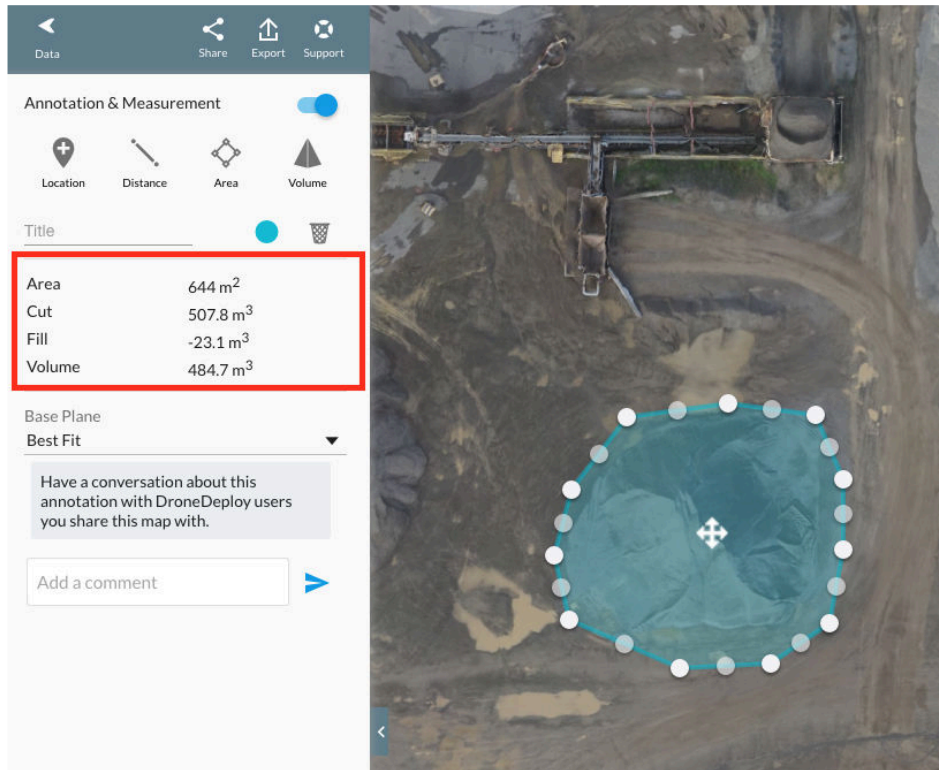 Data
Share Export Support
Annotation & Measurement
Location Distance Area Volume
Title
Area 644 m²
Cut 507.8 m³
Fill -23.1 m³
Volume 484.7 m³
Base Plane
Best Fit
Have a conversation about this
annotation with DroneDeploy users
you share this map with.
Add a comment